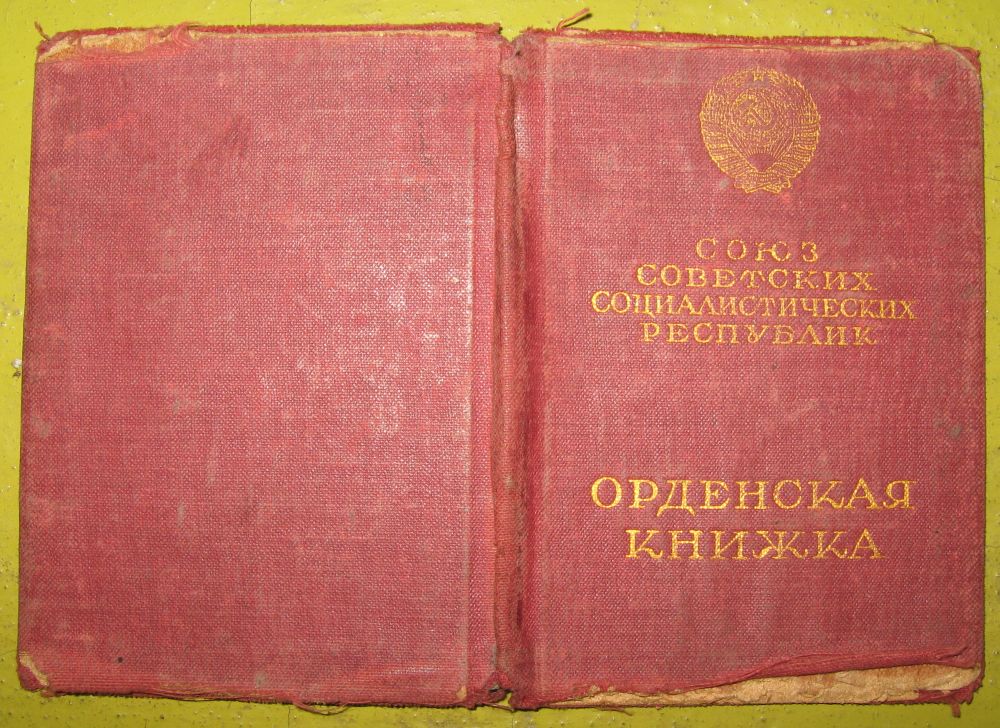 СОЮЗ
СОВЕТСКИХ
СОЦИАЛИСТИЧЕСКИХ
РЕСПУБЛИК
ОРДЕНСКАЯ
КНИЖКА